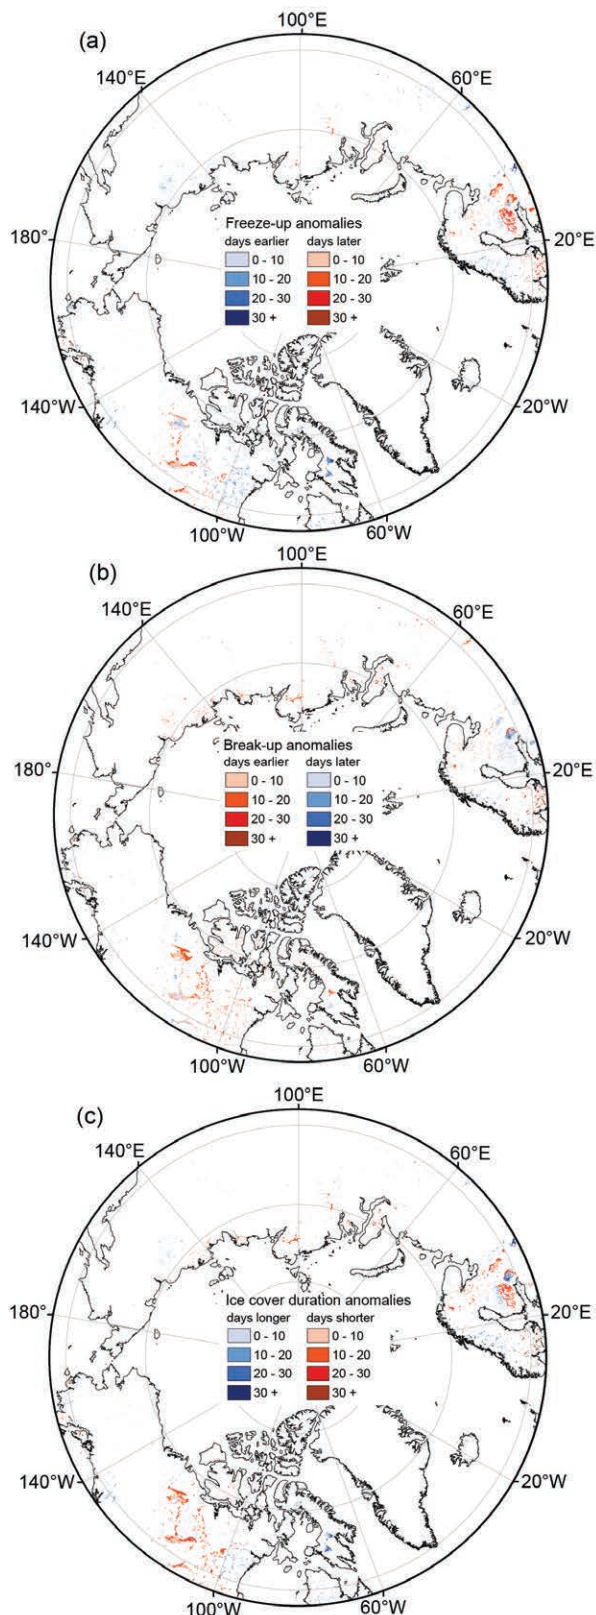 (a)
100°E
140°E
60°E
180°
20°E
Freeze-up anomalies
days earlier days later
0 - 10 0 - 10
10 - 20 10 - 20
20 - 30 20 - 30
30 + 30 +
140°W
20°W
100°W
60°W
(b)
100°E
140°E
60°E
180°
20°E
Break-up anomalies
days earlier days later
0 - 10 0 - 10
10 - 20 10 - 20
20 - 30 20 - 30
30 + 30 +
140°W
20°W
100°W
60°W
(c)
100°E
140°E
60°E
180°
20°E
Ice cover duration anomalies
days longer days shorter
0 - 10 0 - 10
10 - 20 10 - 20
20 - 30 20 - 30
30 + 30 +
140°W
20°W
100°W
60°W